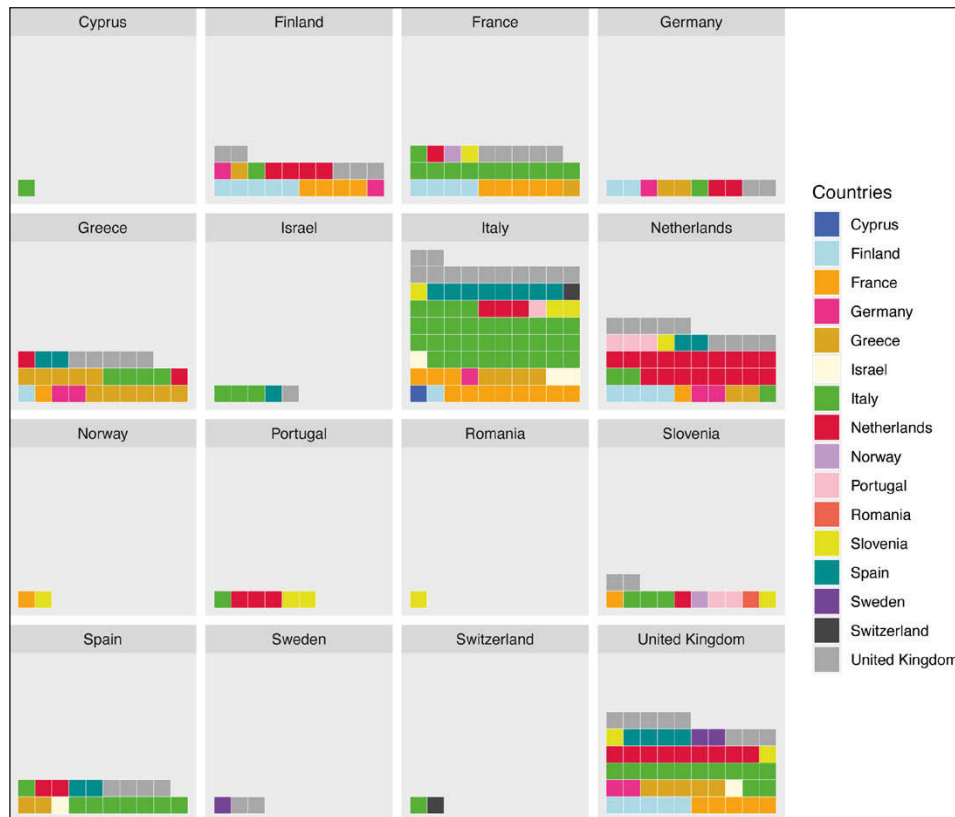 Cyprus
Finland
France
Germany
Greece
Israel
Italy
Netherlands
Norway
Portugal
Romania
Slovenia
Spain
Sweden
Switzerland
United Kingdom
Countries
Cyprus
Finland
France
Germany
Greece
Israel
Italy
Netherlands
Norway
Portugal
Romania
Slovenia
Spain
Sweden
Switzerland
United Kingdom